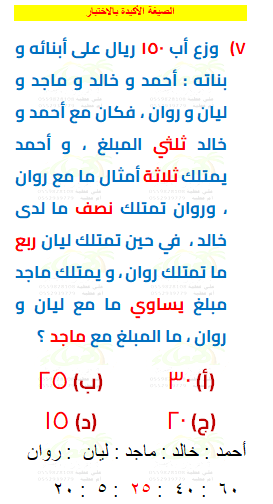 الصيغة الأكيدة بالاختبار
٧) وزع أب ١٥٠ ريال على أبنائه و
بناته : أحمد و خالد و ماجد و
ليان و روان ، فكان مع أحمد و
خالد ثلثي المبلغ ، و أحمد
يمتلك ثلاثة أمثال ما مع روان
، وروان تمتلك نصف ما لدى
خالد ، في حين تمتلك ليان ربع
ما تمتلك روان ، و يمتلك ماجد
مبلغ يساوي ما مع ليان و
روان ، ما المبلغ مع ماجد ؟
(أ) ٣٠ (ب) ٢٥
(ج) ٢٠ (د) ١٥
أحمد : خالد : ماجد : ليان : روان
٦٠ : ٤٠ : ٢٥ : ٥ : ٢٠